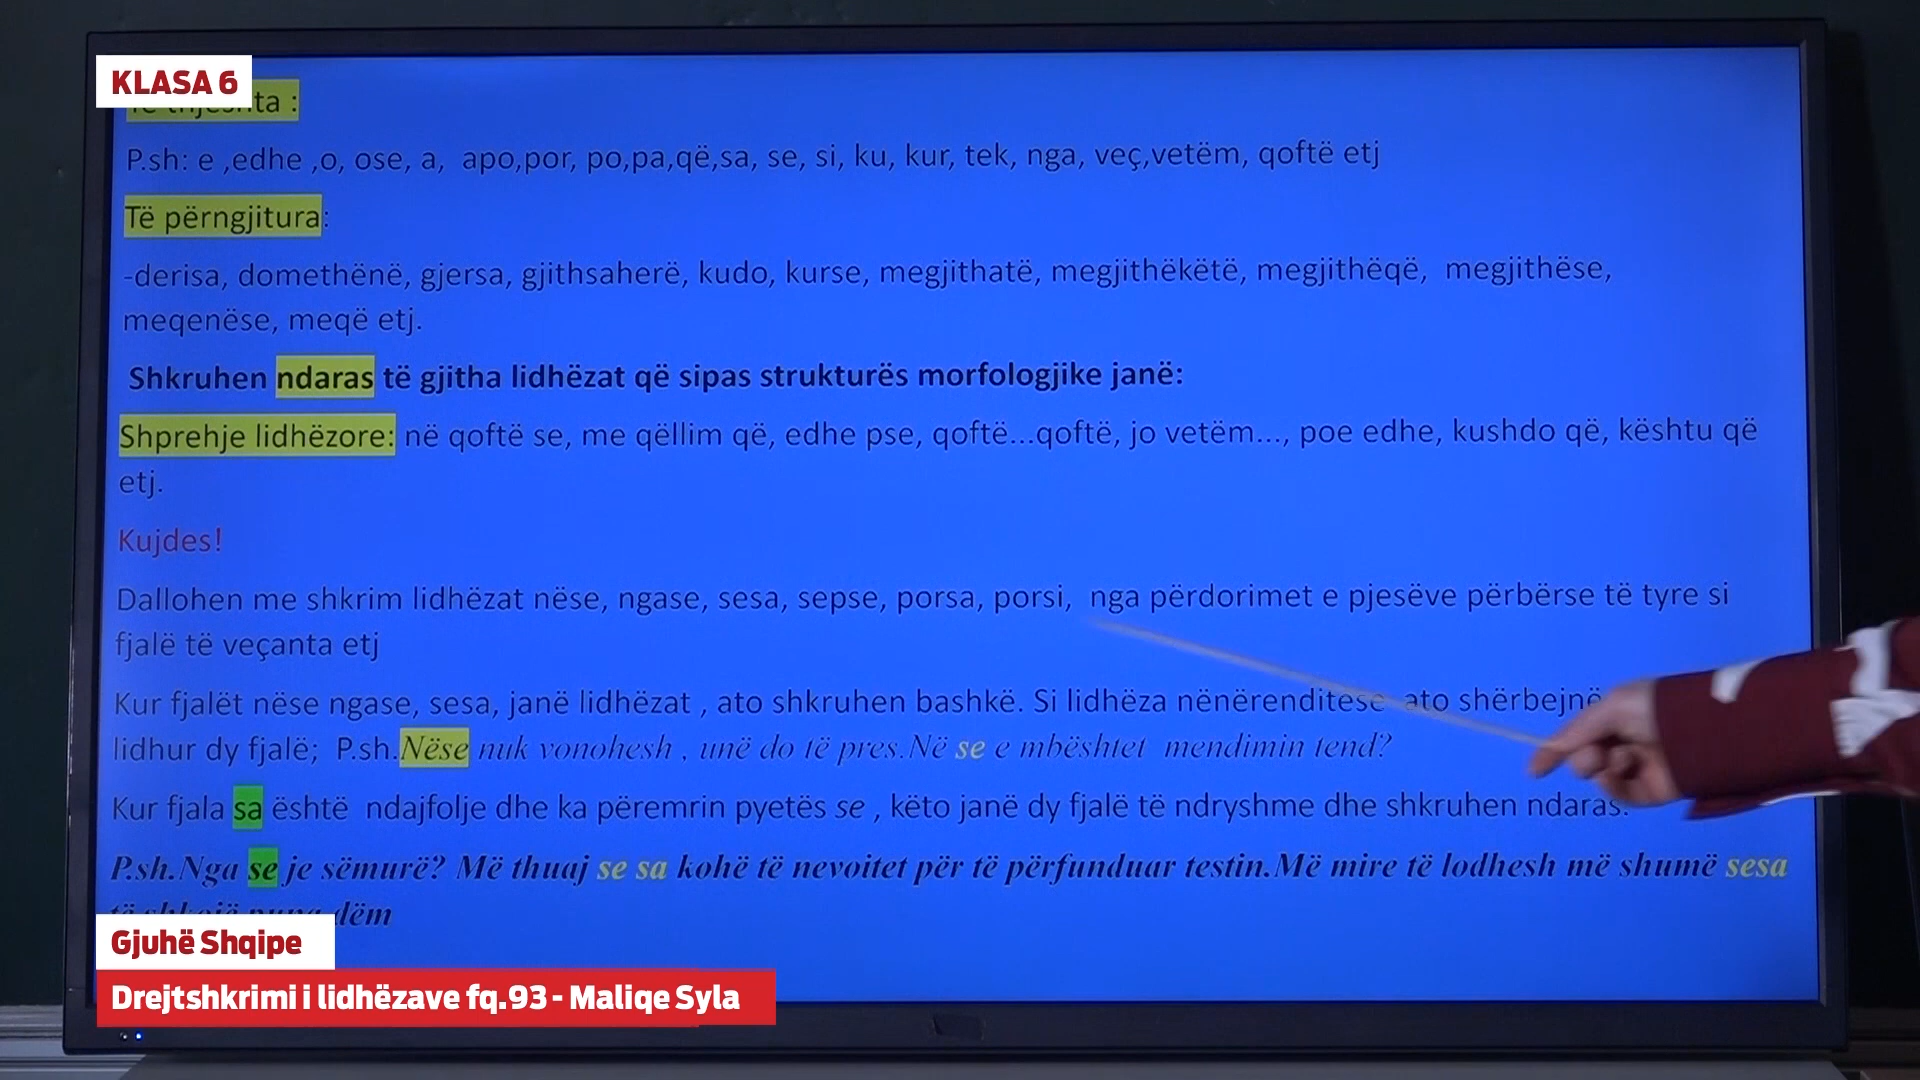 KLASA 6
Të thjeshta :
P.sh: e ,edhe ,o, ose, a, apo,por, po,pa,që,sa, se, si, ku, kur, tek, nga, veç,vetëm, qoftë etj
Të përngjitura:
-derisa, domethënë, gjersa, gjithsaherë, kudo, kurse, megjithatë, megjithëkëtë, megjithëqë, megjithëse,
meqenëse, meqë etj.
Shkruhen ndaras të gjitha lidhëzat që sipas strukturës morfologjike janë:
Shprehje lidhëzore: në qoftë se, me qëllim që, edhe pse, qoftë...qoftë, jo vetëm..., poe edhe, kushdo që, kështu që
etj.
Kujdes!
Dallohen me shkrim lidhëzat nëse, ngase, sesa, sepse, porsa, porsi, nga përdorimet e pjesëve përbërse të tyre si
fjalë të veçanta etj
Kur fjalët nëse ngase, sesa, janë lidhëzat , ato shkruhen bashkë. Si lidhëza nënërenditëse ato shërbejnë
lidhur dy fjalë; P.sh.Nëse nuk vonohesh , unë do të pres.Në se e mbështet mendimin tend?
Kur fjala sa është ndajfolje dhe ka përemrin pyetës se , këto janë dy fjalë të ndryshme dhe shkruhen ndaras.
P.sh.Nga se je sëmurë? Më thuaj se sa kohë të nevoitet për të përfunduar testin.Më mire të lodhesh më shumë sesa
të shkojë puna dëm
Gjuhë Shqipe
Drejtshkrimi i lidhëzave fq.93 - Maliqe Syla